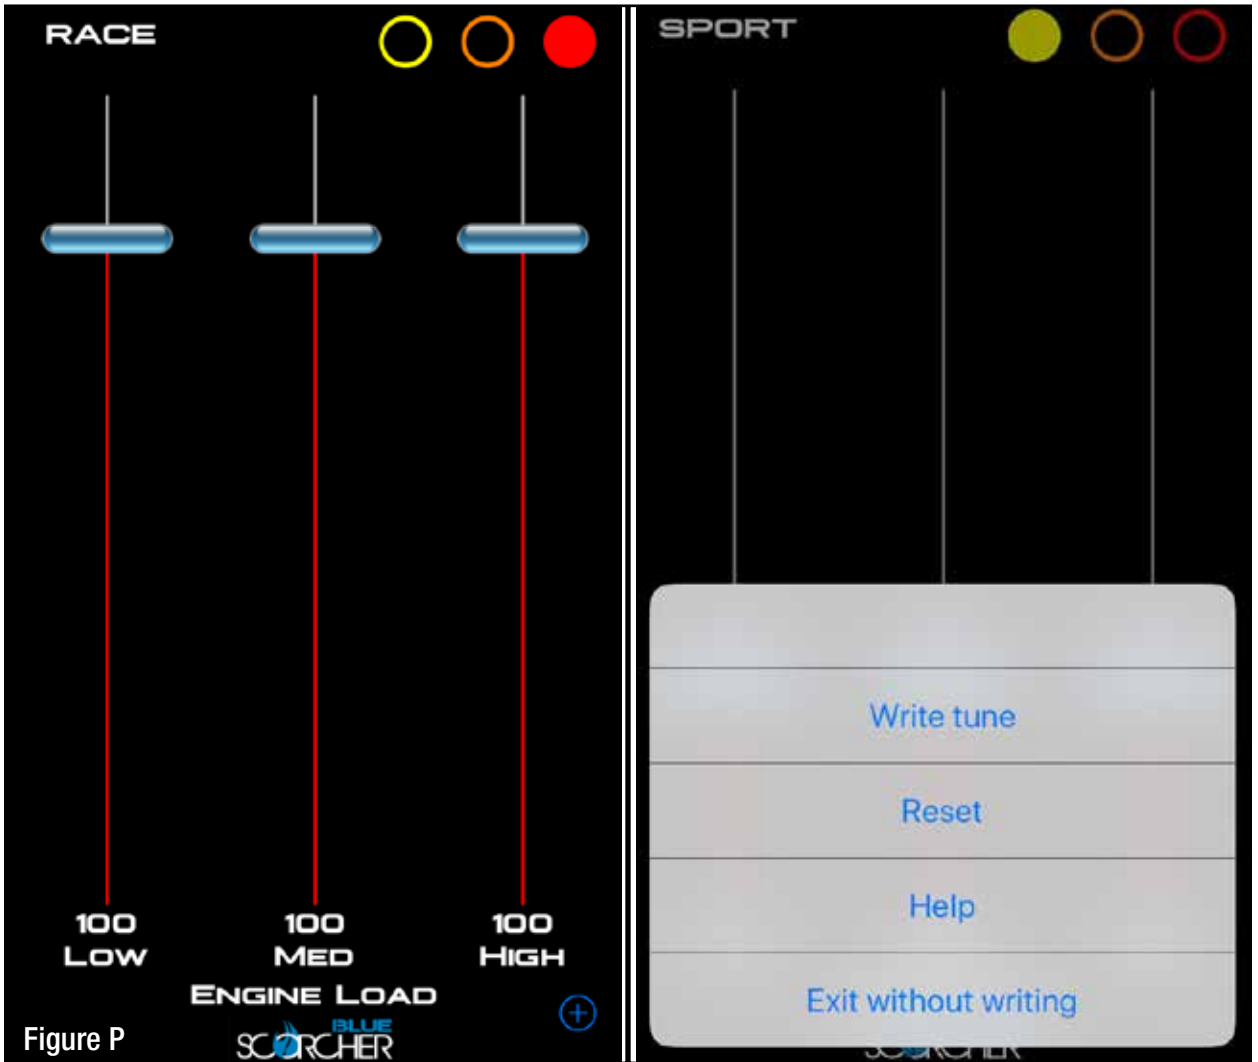 RACE
100
LOW
100
MED
100
HIGH
ENGINE LOAD
Figure P
BLUE
SCORCHER
SPORT
Write tune
Reset
Help
Exit without writing